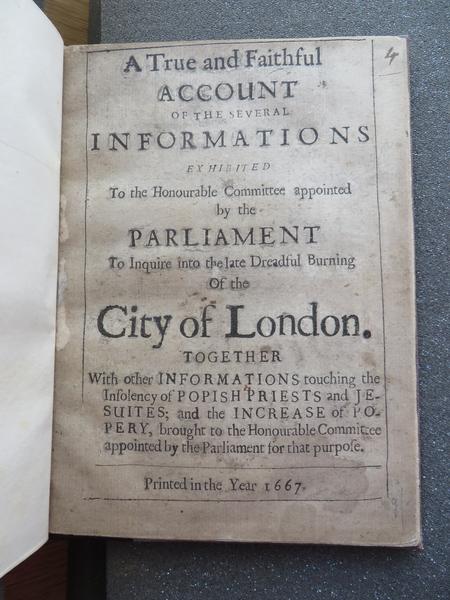 4
A True and Faithful
ACCOUNT
OF THE SEVERAL
INFORMATIONS
EXHIBITED
To the Honourable Committee appointed
by the
PARLIAMENT
To Inquire into the late Dreadful Burning
Of the
City of London.
TOGETHER
With other INFORMATIONS touching the
Insolency of POPISH PRIESTS and JE-
SUITES; and the INCREASE of PO-
PERY, brought to the Honourable Committee
appointed by the Parliament for that purpose.
Printed in the Year 1667.